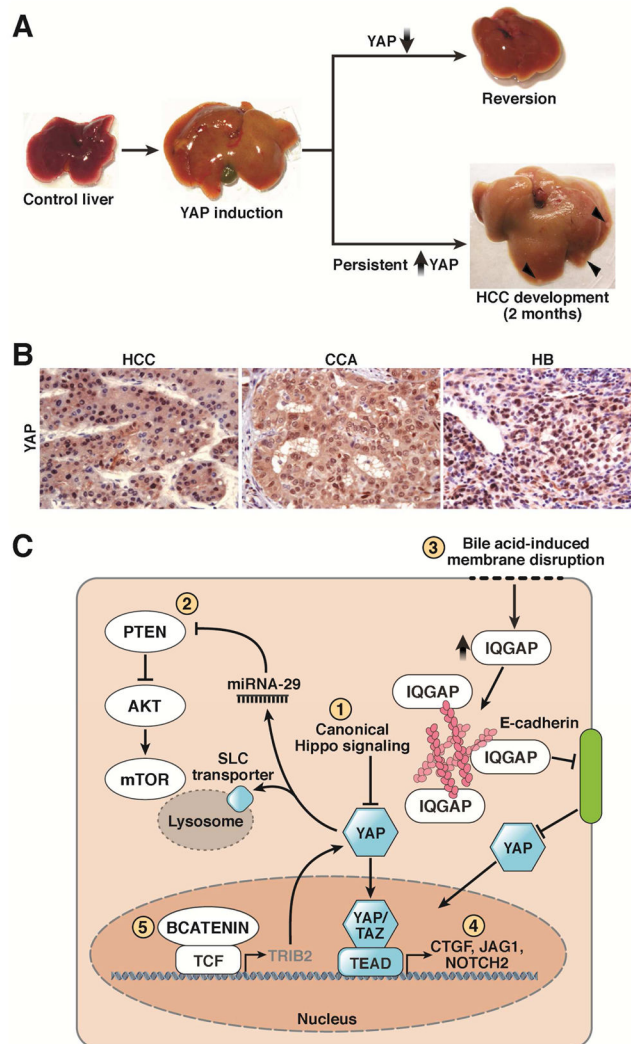 A
YAP
Reversion
Control liver
YAP induction
Persistent YAP
HCC development
(2 months)
B
HCC
CCA
HB
YAP
C
3
Bile acid-induced
membrane disruption
2
PTEN
IQGAP
miRNA-29
IQGAP
AKT
1
Canonical
Hippo signaling
E-cadherin
IQGAP
SLC
transporter
mTOR
IQGAP
Lysosome
YAP
YAP
5
BCATENIN
YAP/
TAZ
4
CTGF, JAG1,
NOTCH2
TCF
TRIB2
TEAD
Nucleus